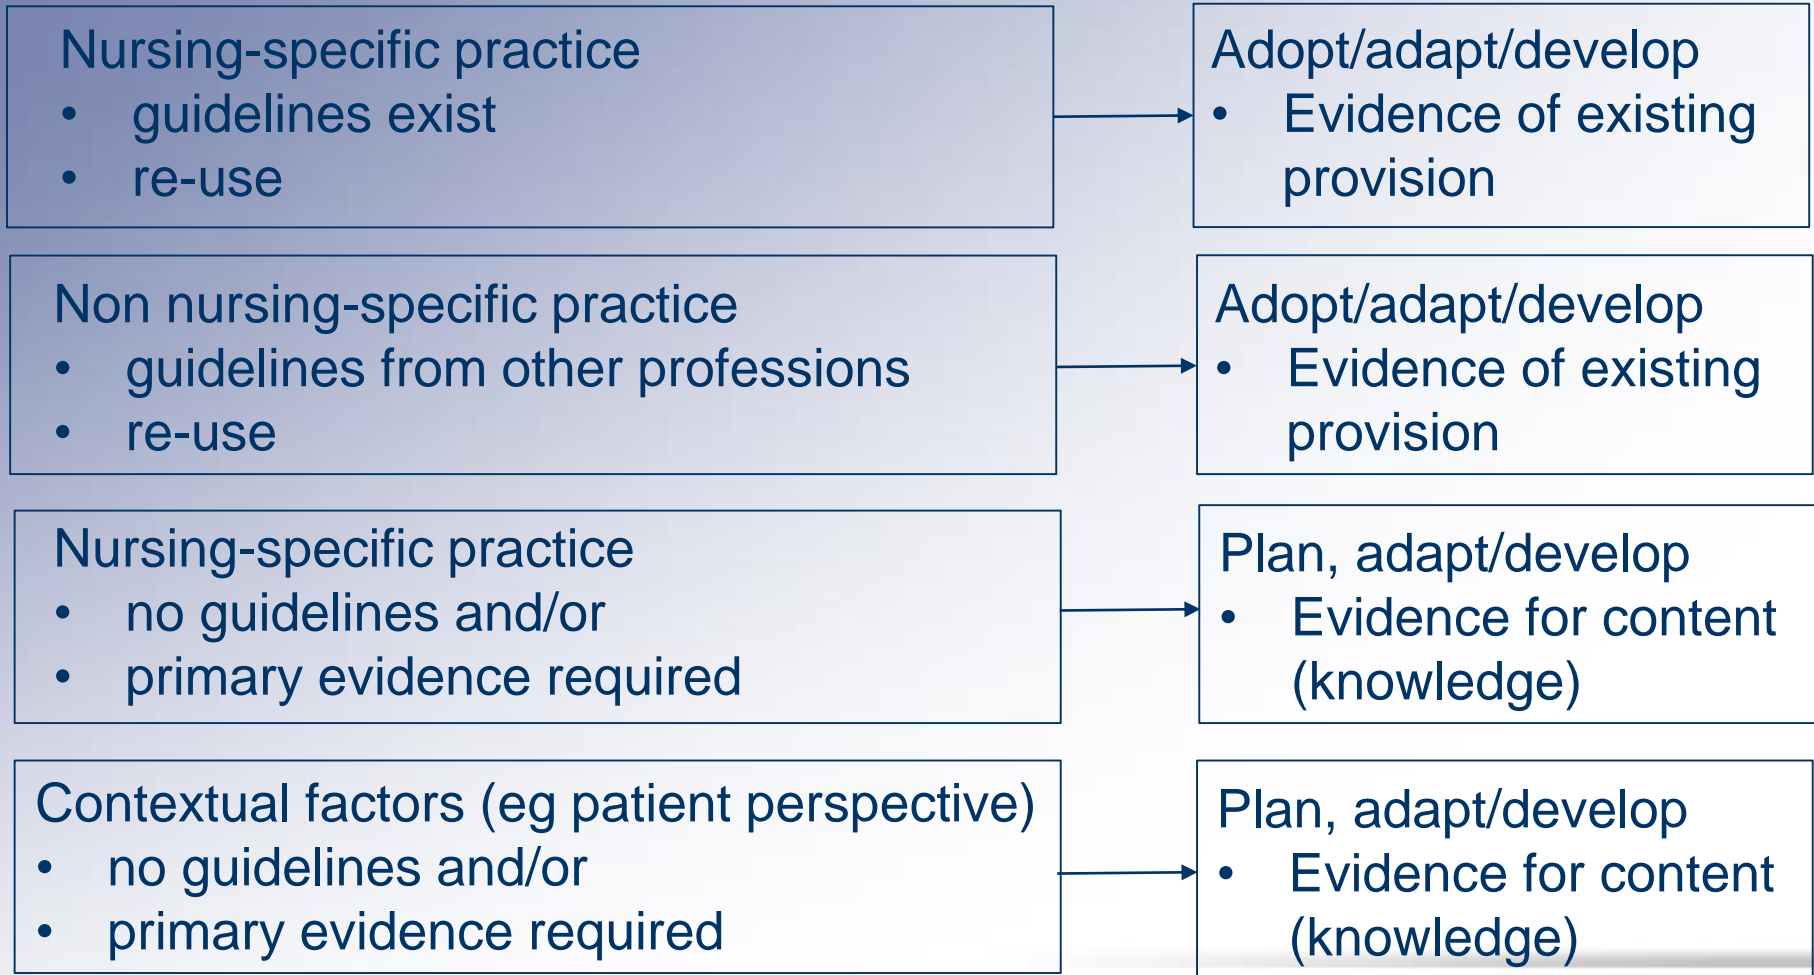 Nursing-specific practice
• guidelines exist
• re-use
Adopt/adapt/develop
• Evidence of existing
provision
Non nursing-specific practice
• guidelines from other professions
• re-use
Adopt/adapt/develop
• Evidence of existing
provision
Nursing-specific practice
• no guidelines and/or
• primary evidence required
Plan, adapt/develop
• Evidence for content
(knowledge)
Contextual factors (eg patient perspective)
• no guidelines and/or
• primary evidence required
Plan, adapt/develop
• Evidence for content
(knowledge)